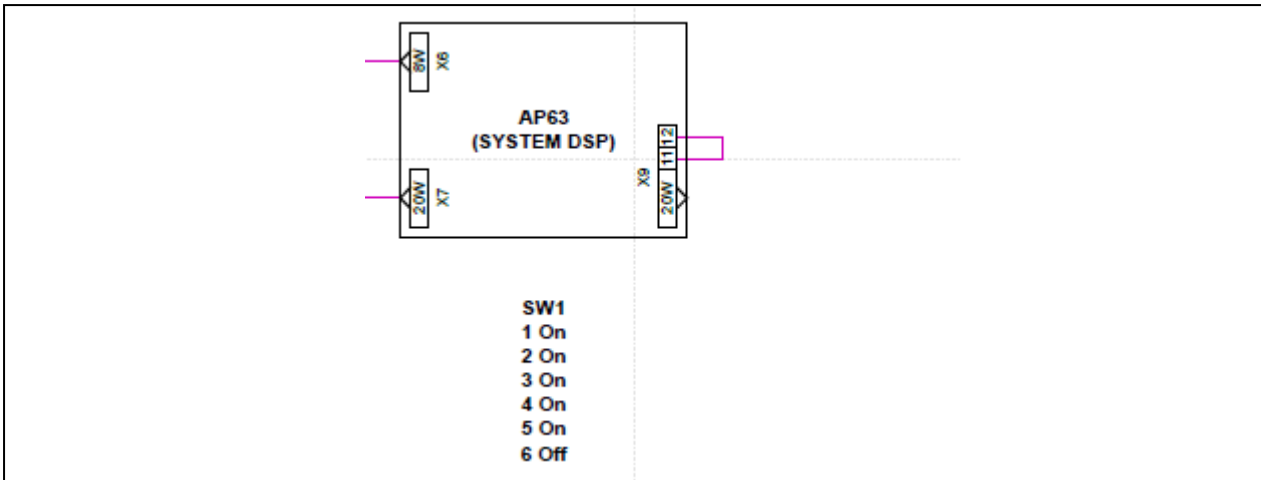 8W X6
AP63
(SYSTEM DSP)
11 12
20W X7
X9 20W
SW1
1 On
2 On
3 On
4 On
5 On
6 Off